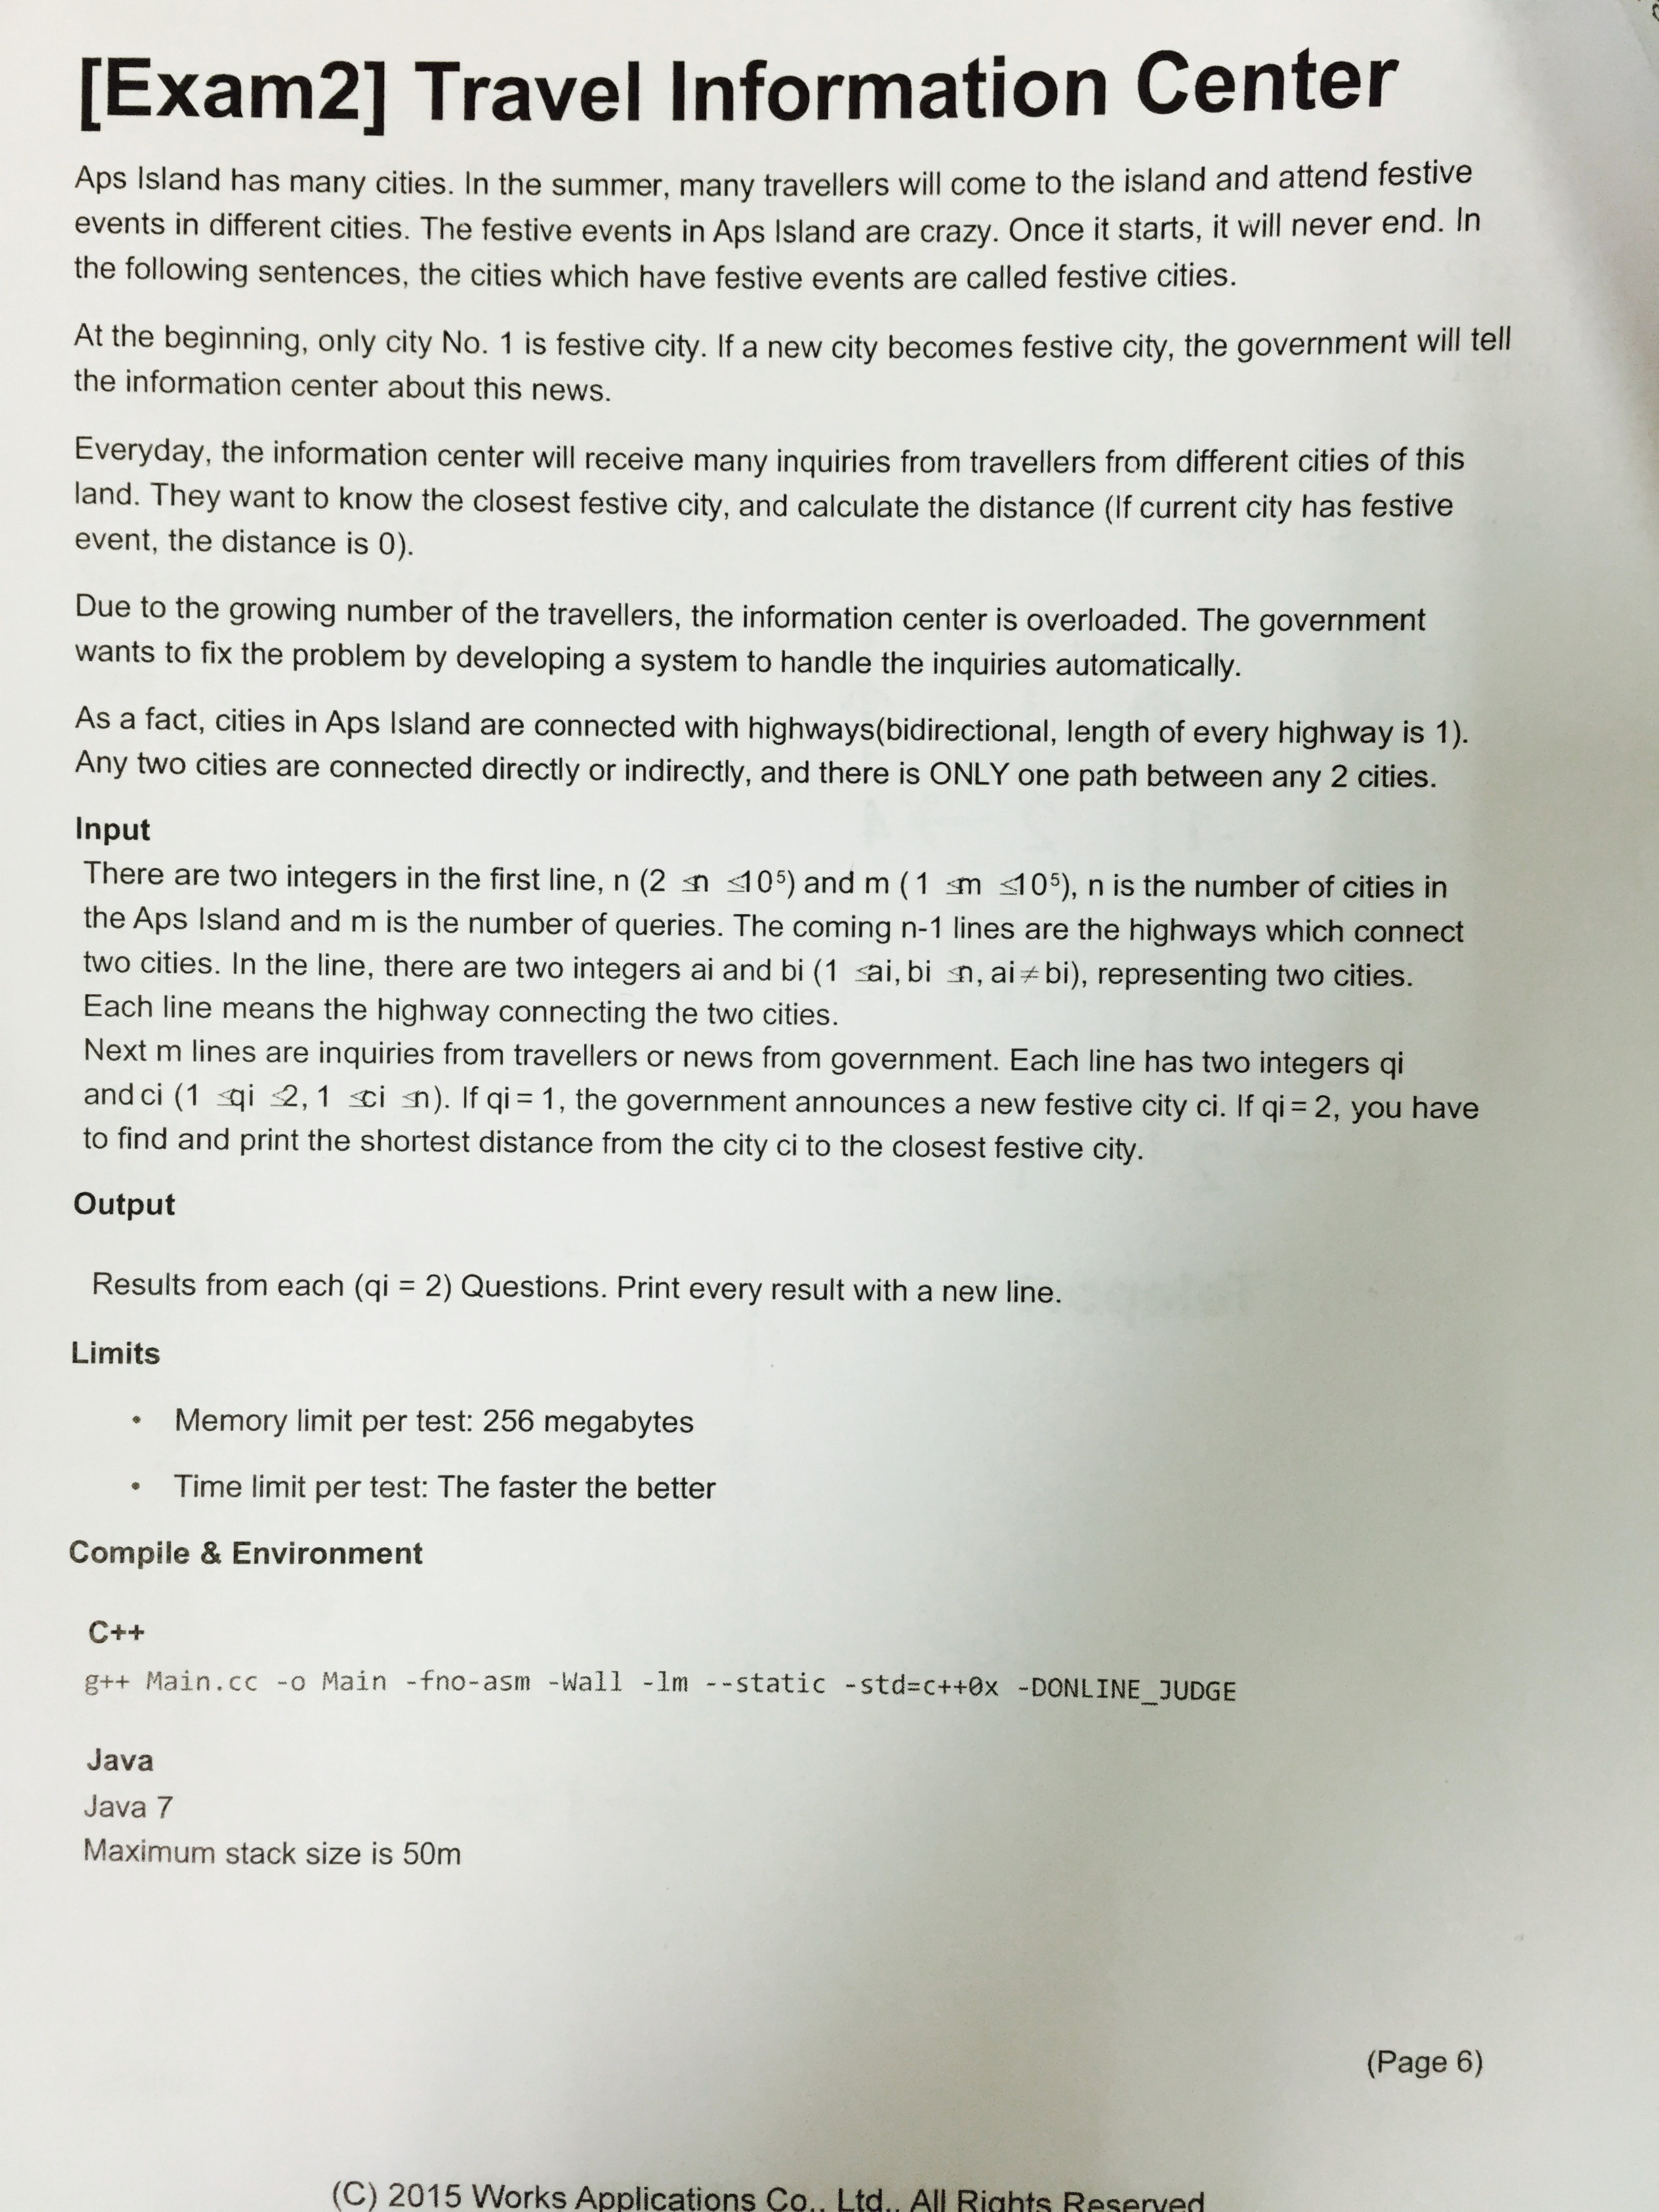 [Exam2] Travel Information Center
Aps Island has many cities. In the summer, many travellers will come to the island and attend festive
events in different cities. The festive events in Aps Island are crazy. Once it starts, it will never end. In
the following sentences, the cities which have festive events are called festive cities.
At the beginning, only city No. 1 is festive city. If a new city becomes festive city, the government will tell
the information center about this news.
Everyday, the information center will receive many inquiries from travellers from different cities of this
land. They want to know the closest festive city, and calculate the distance (If current city has festive
event, the distance is 0).
Due to the growing number of the travellers, the information center is overloaded. The government
wants to fix the problem by developing a system to handle the inquiries automatically.
As a fact, cities in Aps Island are connected with highways(bidirectional, length of every highway is 1).
Any two cities are connected directly or indirectly, and there is ONLY one path between any 2 cities.
Input
There are two integers in the first line, n (2 ≤n ≤10⁵) and m ( 1 ≤m ≤10⁵), n is the number of cities in
the Aps Island and m is the number of queries. The coming n-1 lines are the highways which connect
two cities. In the line, there are two integers ai and bi (1 ≤ai, bi ≤n, ai≠bi), representing two cities.
Each line means the highway connecting the two cities.
Next m lines are inquiries from travellers or news from government. Each line has two integers qi
and ci (1 ≤qi ≤2, 1 ≤ci ≤n). If qi = 1, the government announces a new festive city ci. If qi = 2, you have
to find and print the shortest distance from the city ci to the closest festive city.
Output
Results from each (qi = 2) Questions. Print every result with a new line.
Limits
• Memory limit per test: 256 megabytes
• Time limit per test: The faster the better
Compile & Environment
C++
g++ Main.cc -o Main -fno-asm -Wall -lm --static -std=c++0x -DONLINE_JUDGE
Java
Java 7
Maximum stack size is 50m
(Page 6)
(C) 2015 Works Applications Co., Ltd., All Rights Reserved